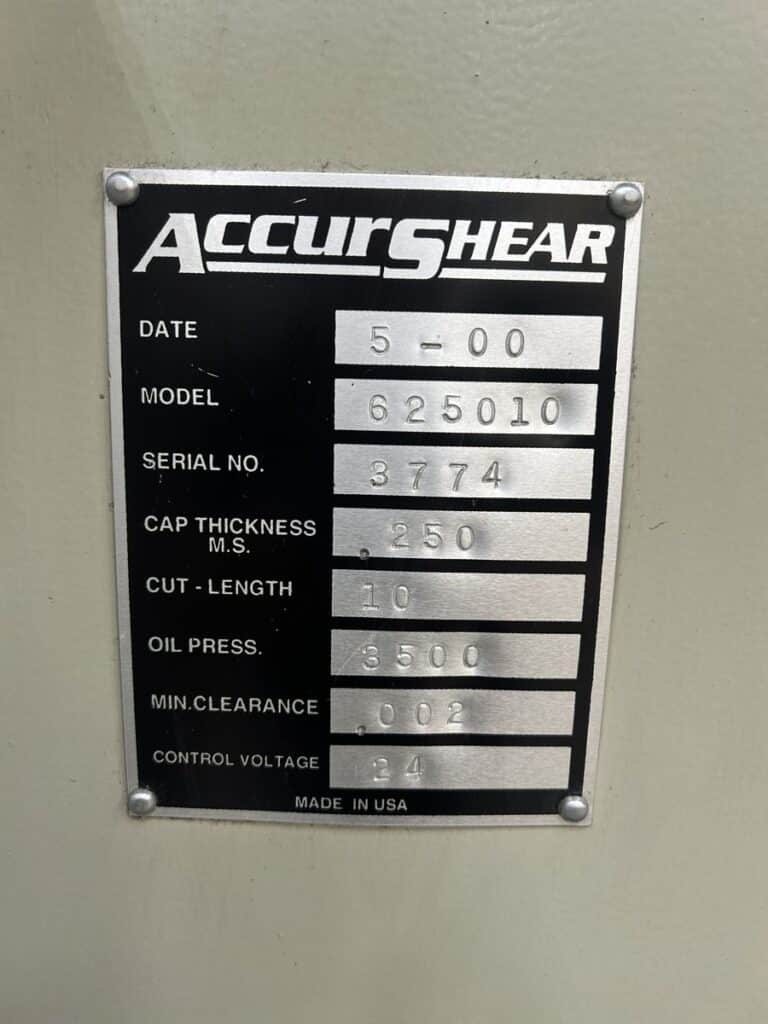 ACCURSHEAR
DATE 5-00
MODEL 625010
SERIAL NO. 3774
CAP THICKNESS .250
M.S.
CUT - LENGTH 10
OIL PRESS. 3500
MIN.CLEARANCE .002
CONTROL VOLTAGE 24
MADE IN USA